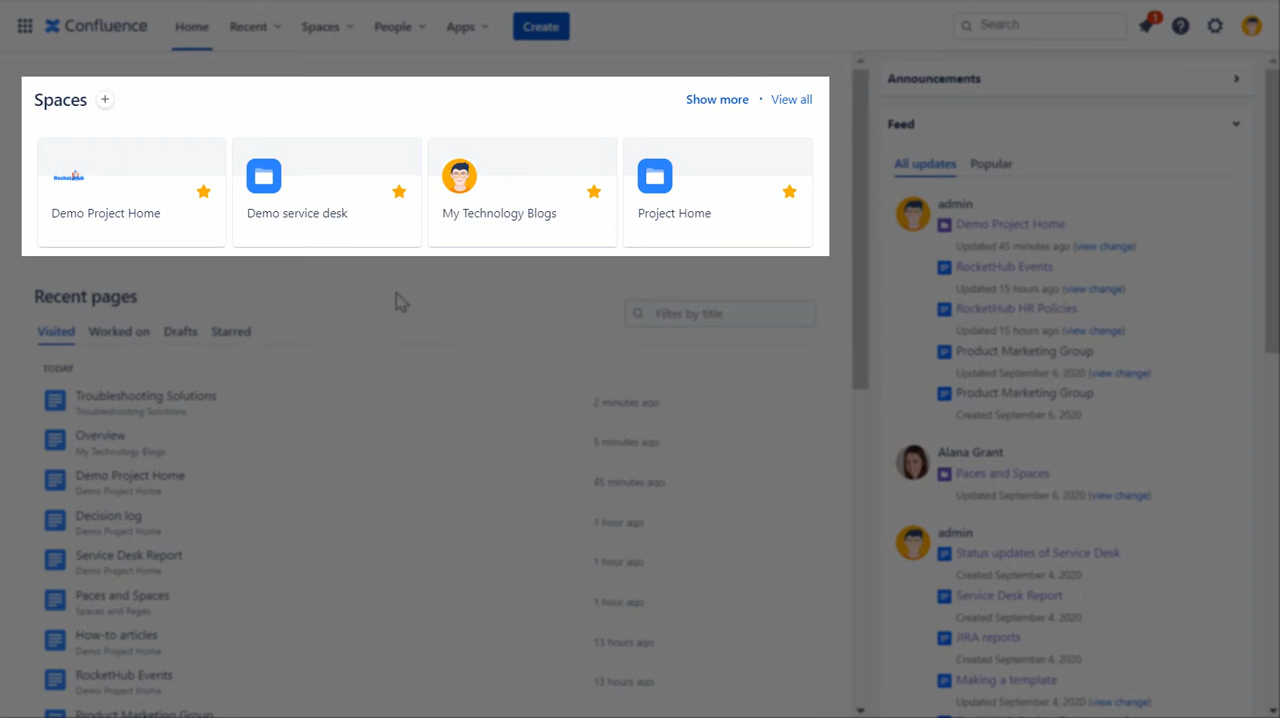 Confluence
Home
Recent
Spaces
People
Apps
Create
Search
1
Spaces
Show more · View all
RocketHub
Demo Project Home
Demo service desk
My Technology Blogs
Project Home
Recent pages
Filter by title
Visited
Worked on
Drafts
Starred
TODAY
Troubleshooting Solutions
Troubleshooting Solutions
2 minutes ago
Overview
My Technology Blogs
5 minutes ago
Demo Project Home
Demo Project Home
45 minutes ago
Decision log
Demo Project Home
1 hour ago
Service Desk Report
Demo Project Home
1 hour ago
Paces and Spaces
Spaces and Pages
1 hour ago
How-to articles
Demo Project Home
13 hours ago
RocketHub Events
Demo Project Home
13 hours ago
Product Marketing Group
Announcements
Feed
All updates
Popular
admin
Demo Project Home
Updated 45 minutes ago (view change)
RocketHub Events
Updated 15 hours ago (view change)
RocketHub HR Policies
Updated 15 hours ago (view change)
Product Marketing Group
Updated September 6, 2020 (view change)
Product Marketing Group
Created September 6, 2020
Alana Grant
Paces and Spaces
Updated September 6, 2020 (view change)
admin
Status updates of Service Desk
Created September 4, 2020
Service Desk Report
Created September 4, 2020
JIRA reports
Created September 4, 2020
Making a template
Updated September 4, 2020 (view change)